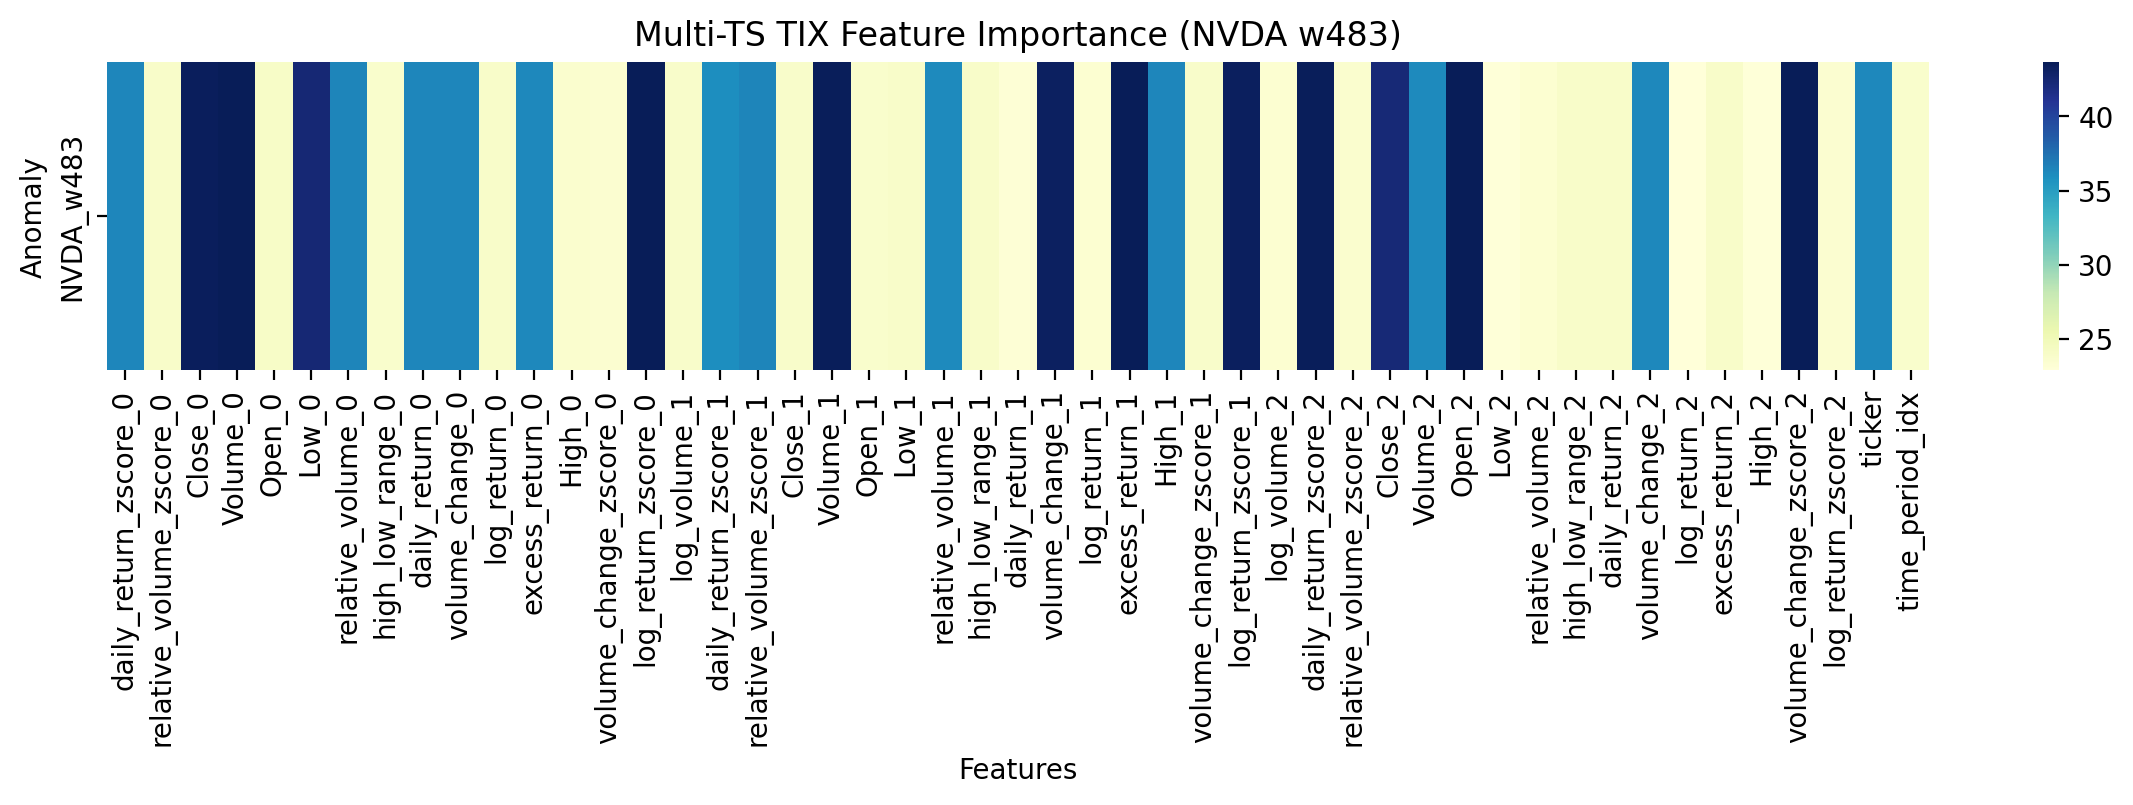 Multi-TS TIX Feature Importance (NVDA w483)
Anomaly
NVDA_w483
40
35
30
25
daily_return_zscore_0
relative_volume_zscore_0
Close_0
Volume_0
Open_0
Low_0
relative_volume_0
high_low_range_0
daily_return_0
volume_change_0
log_return_0
excess_return_0
High_0
volume_change_zscore_0
log_return_zscore_0
log_volume_1
daily_return_zscore_1
relative_volume_zscore_1
Close_1
Volume_1
Open_1
Low_1
relative_volume_1
high_low_range_1
daily_return_1
volume_change_1
log_return_1
excess_return_1
High_1
volume_change_zscore_1
log_return_zscore_1
log_volume_2
daily_return_zscore_2
relative_volume_zscore_2
Close_2
Volume_2
Open_2
Low_2
relative_volume_2
high_low_range_2
daily_return_2
volume_change_2
log_return_2
excess_return_2
High_2
volume_change_zscore_2
log_return_zscore_2
ticker
time_period_idx
Features